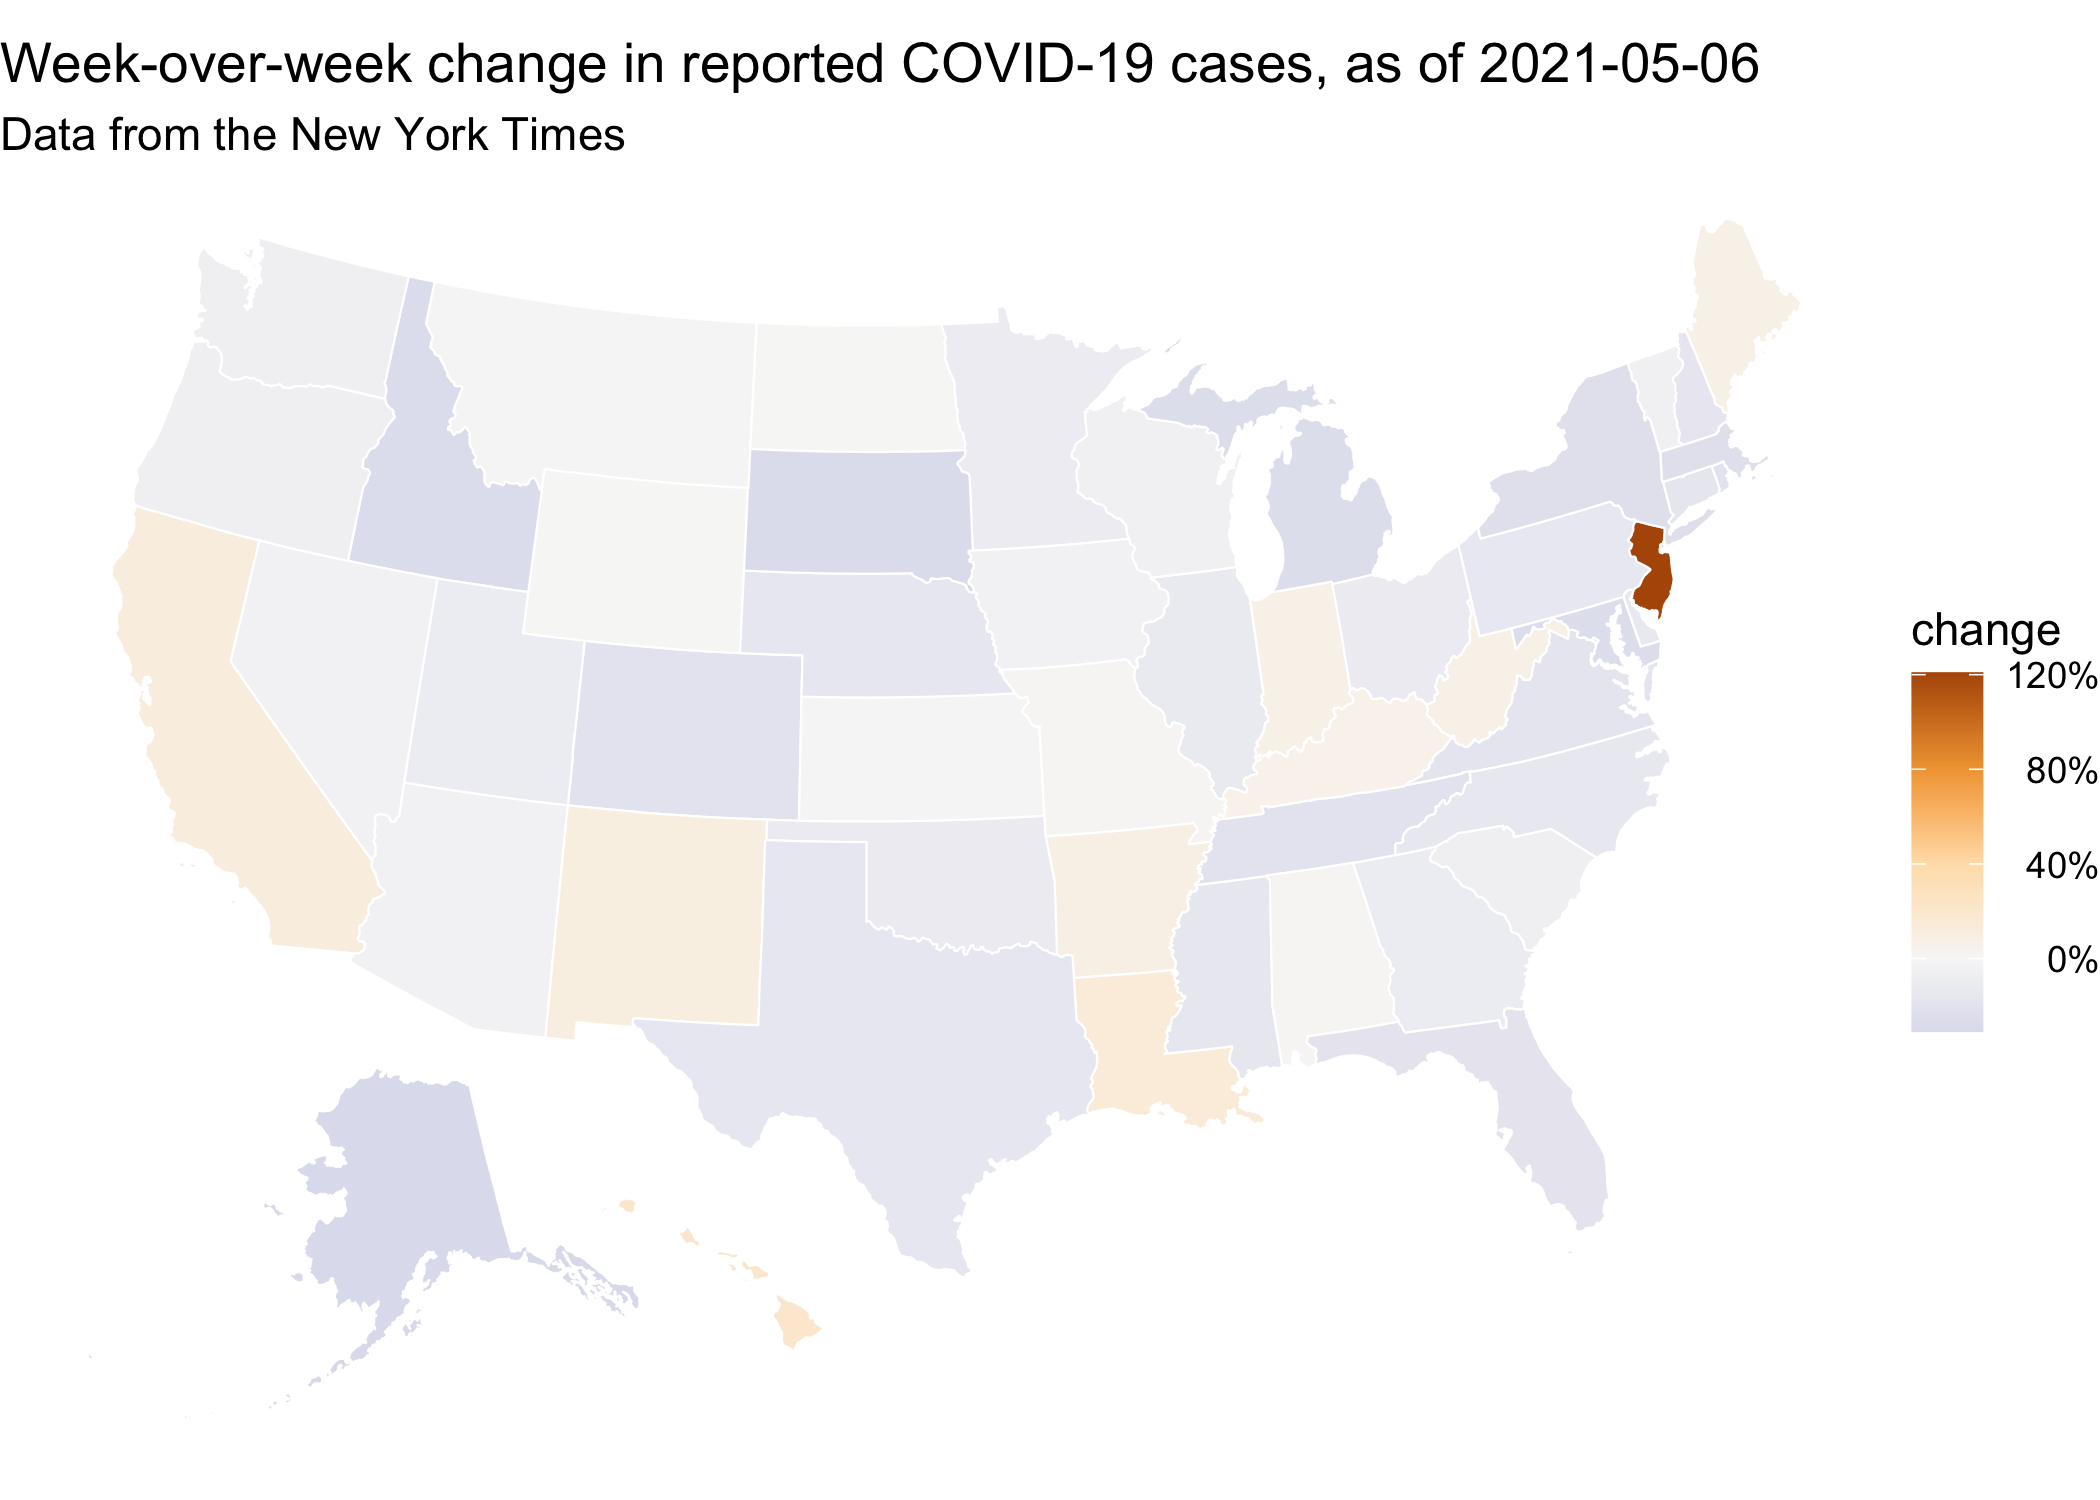 Week-over-week change in reported COVID-19 cases, as of 2021-05-06
Data from the New York Times
change
120%
80%
40%
0%